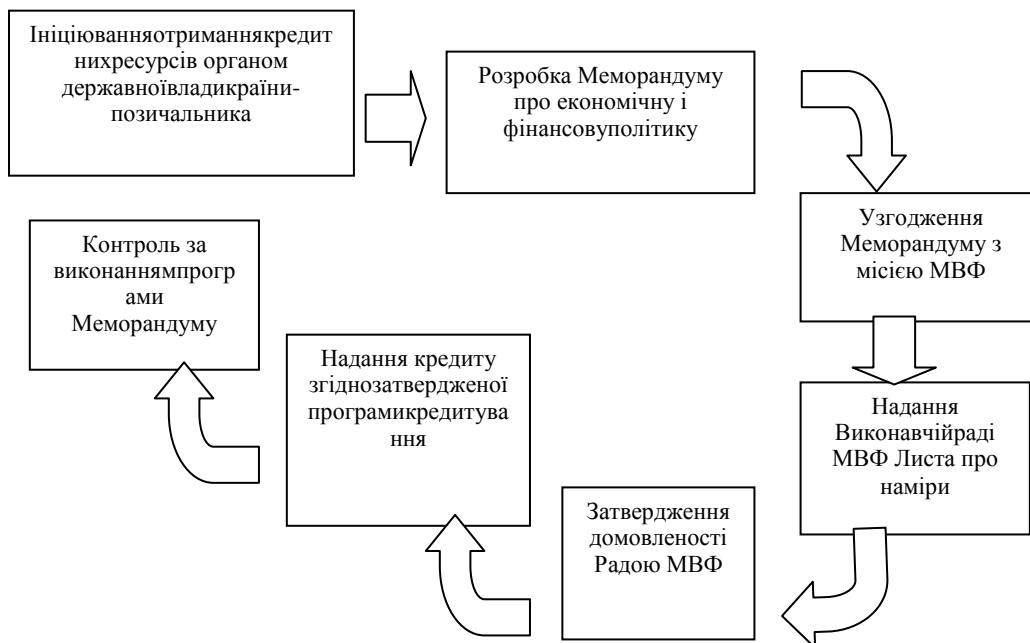 Ініціюванняотриманнякредит
нихресурсів органом
державноївладикраїни-
позичальника
Розробка Меморандуму
про економічну і
фінансовуполітику
Узгодження
Меморандуму з
місією МВФ
Надання
Виконавчійраді
МВФ Листа про
наміри
Затвердження
домовленості
Радою МВФ
Надання кредиту
згіднозатвердженої
програмикредитува
ння
Контроль за
виконаннямпрогр
ами
Меморандуму